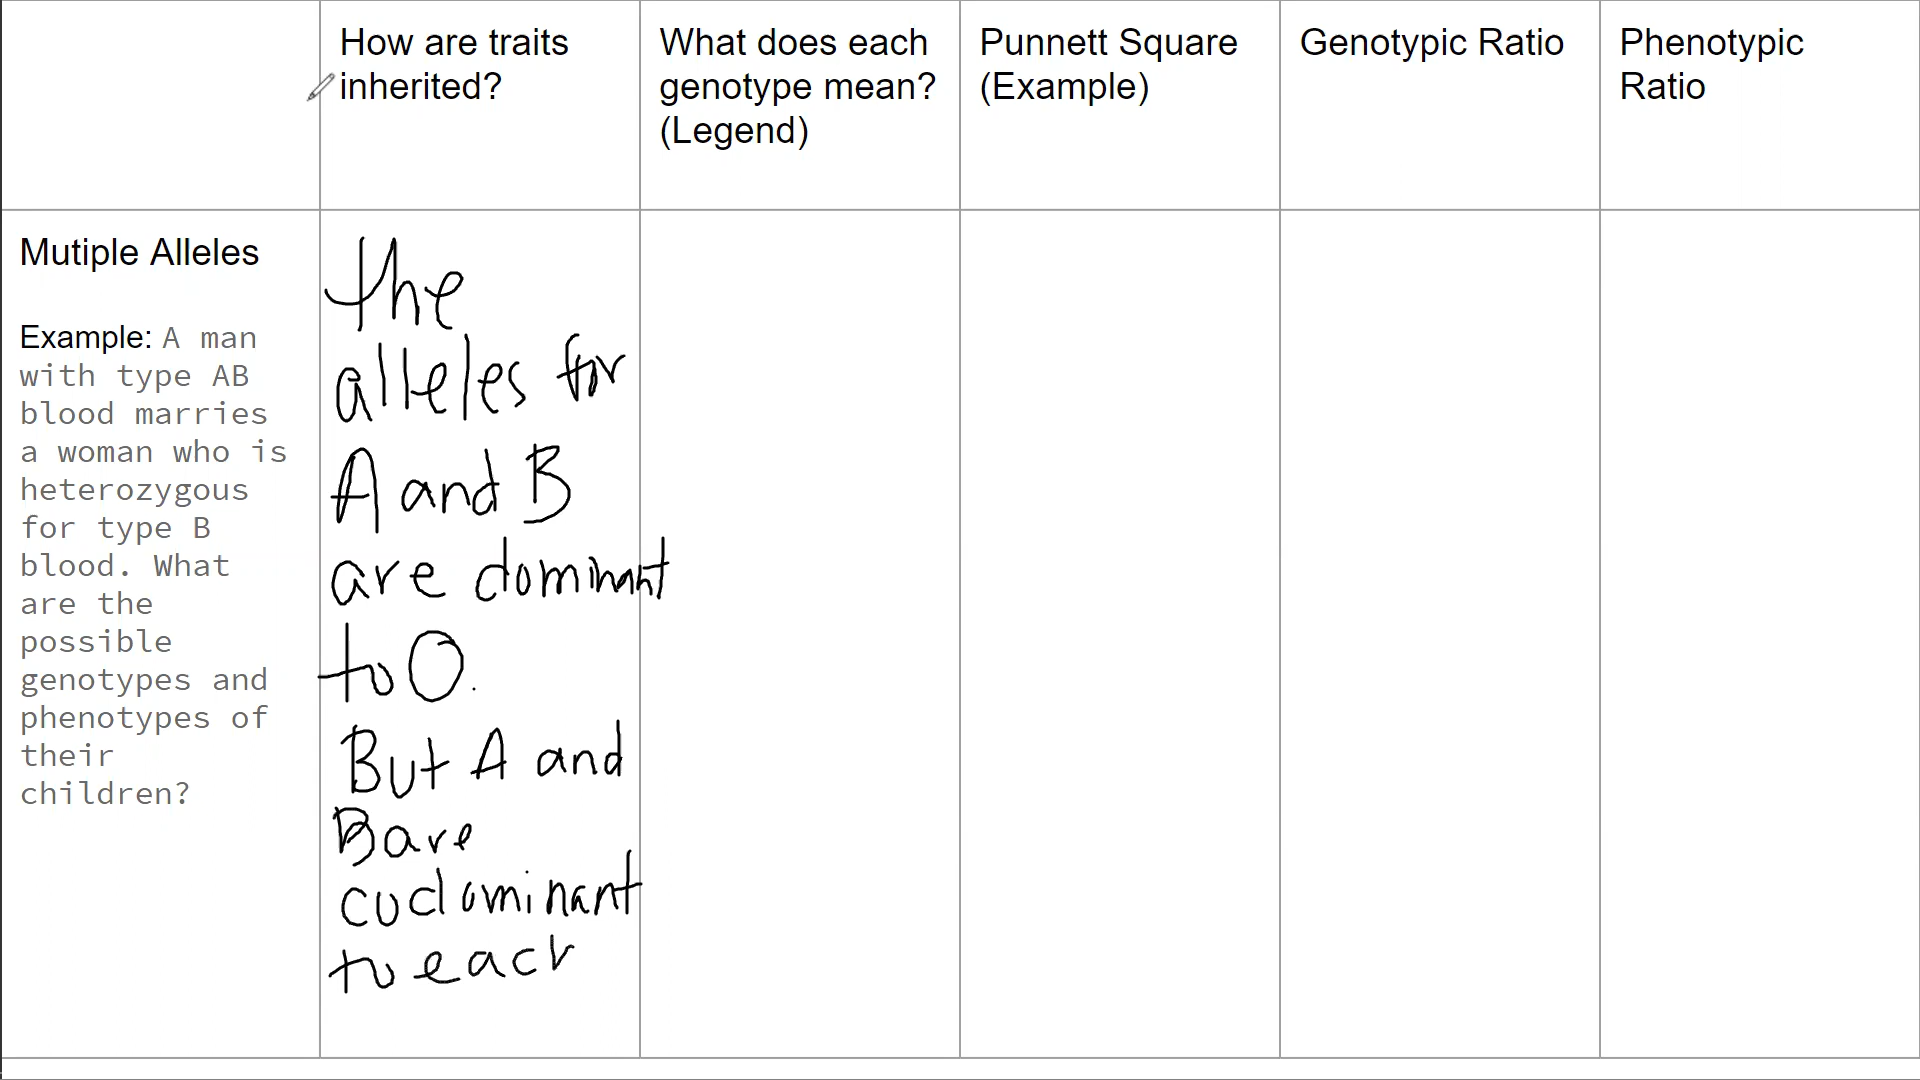 How are traits
inherited?
What does each
genotype mean?
(Legend)
Punnett Square
(Example)
Genotypic Ratio
Phenotypic
Ratio
Mutiple Alleles
Example: A man
with type AB
blood marries
a woman who is
heterozygous
for type B
blood. What
are the
possible
genotypes and
phenotypes of
their
children?
the
alleles for
A and B
are dominant
to O.
But A and
B are
codominant
to each